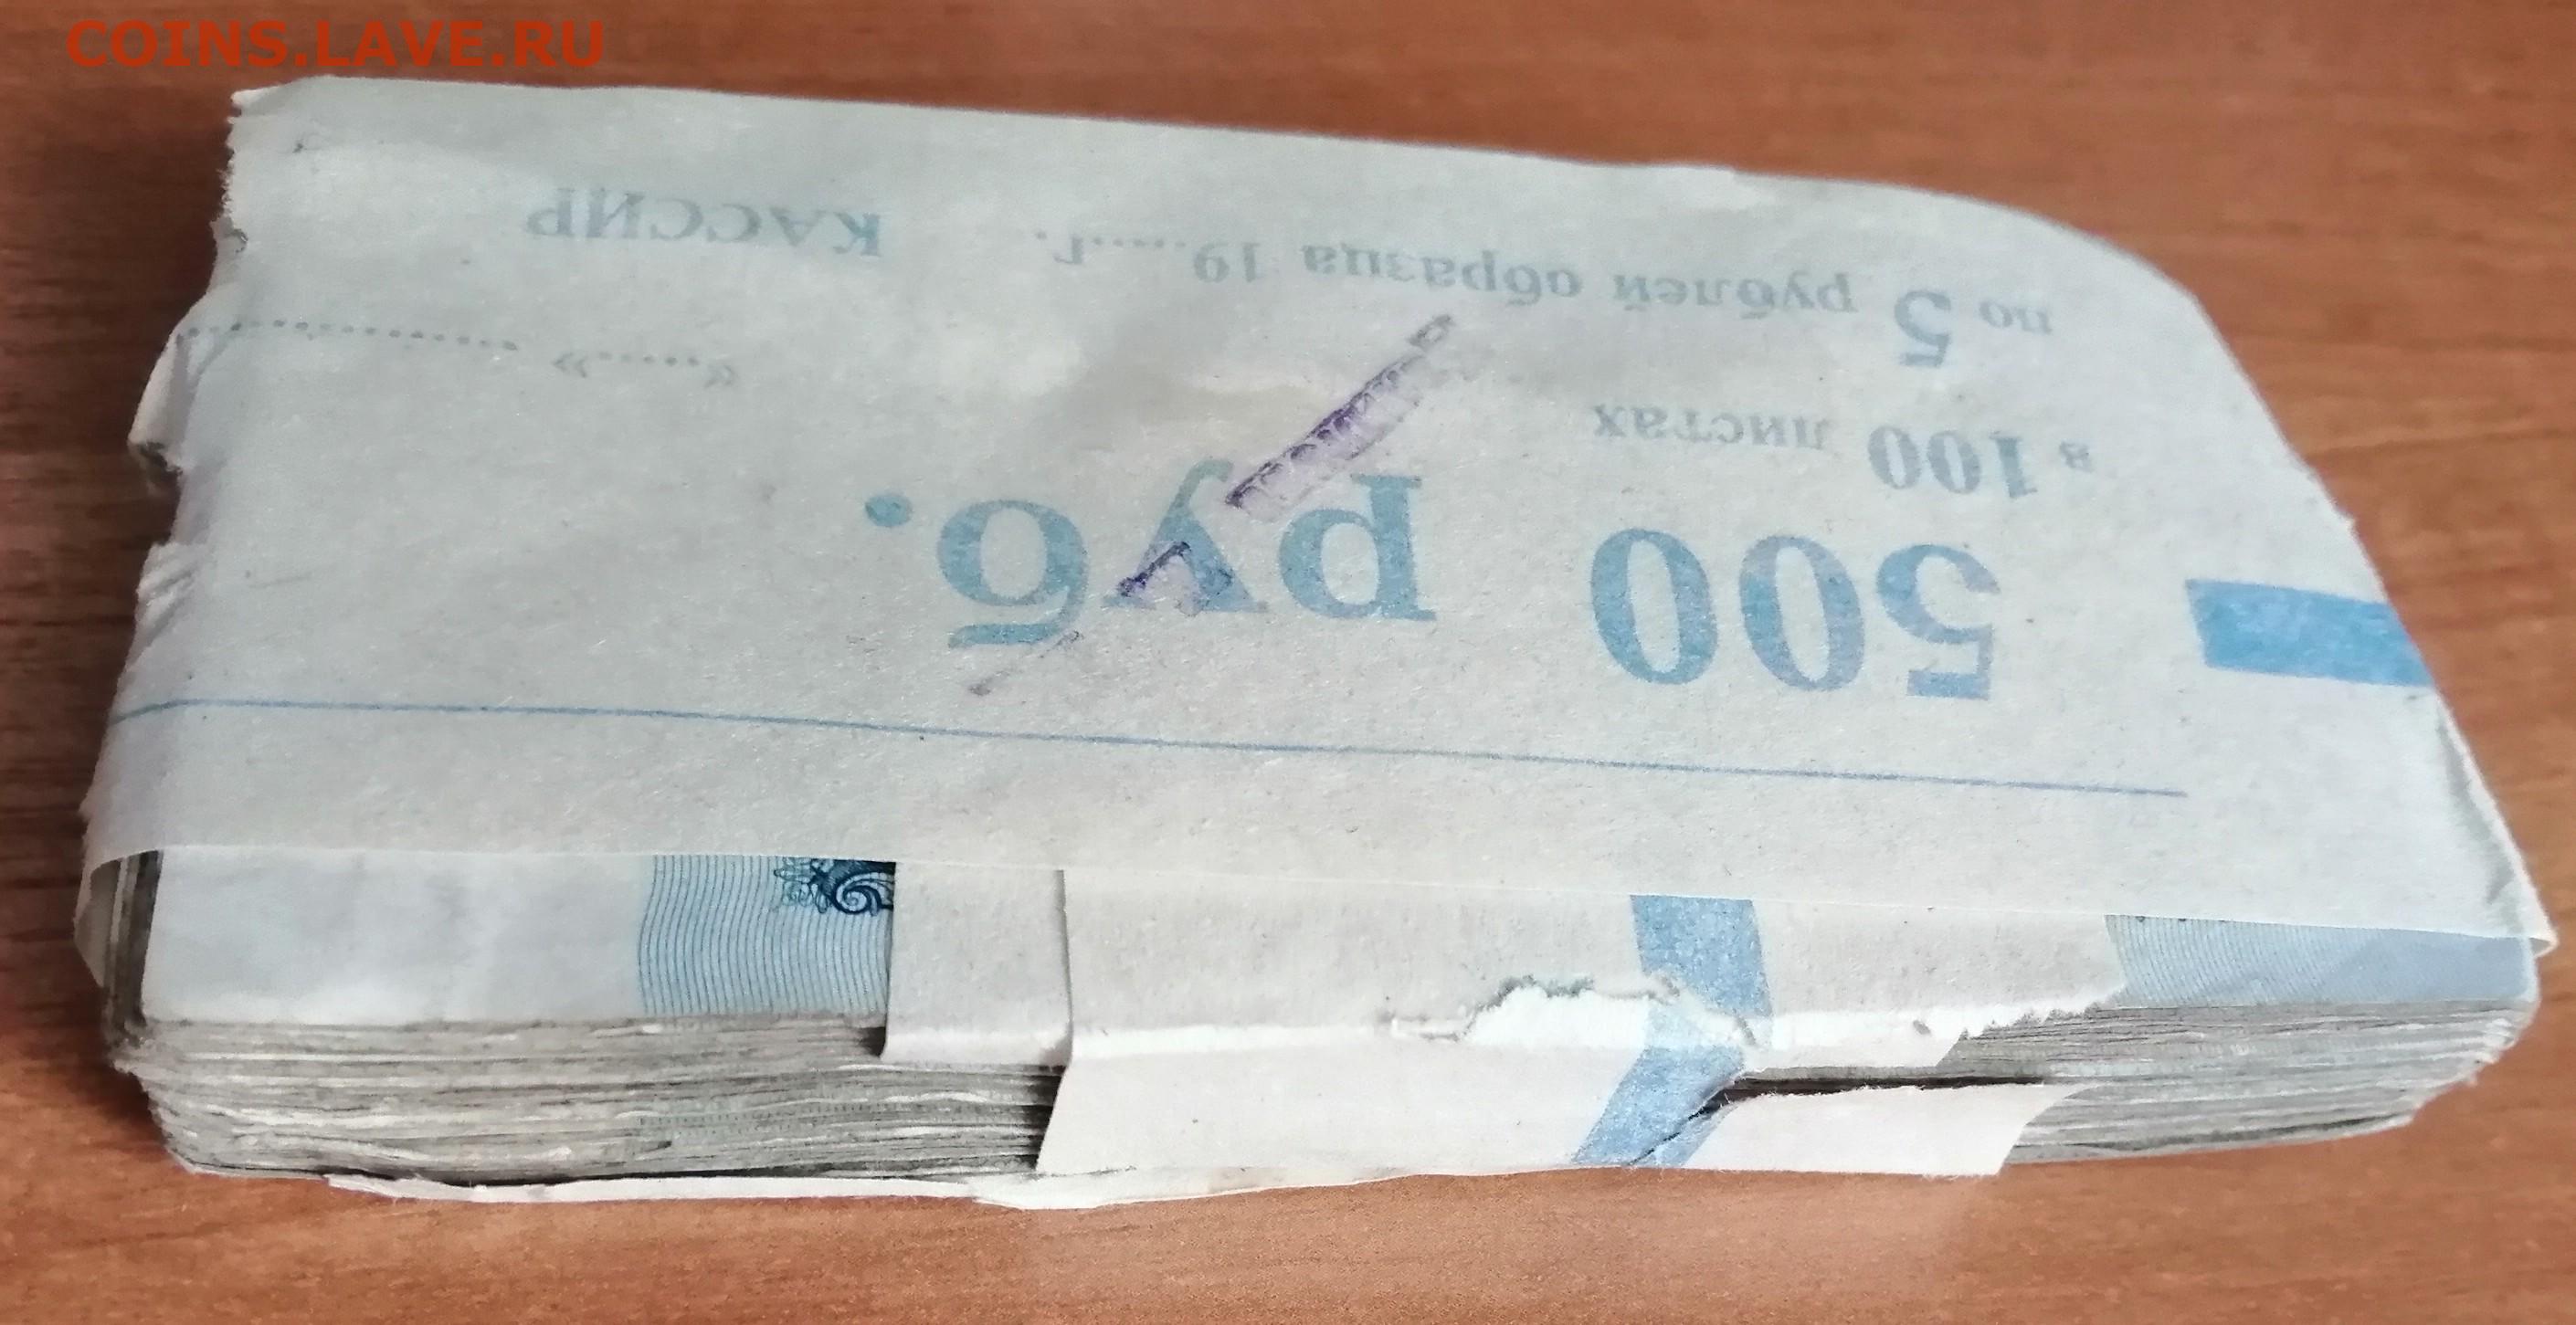 COINS.LAVE.RU
500 руб.
в 100 листах
по 5 рублей образца 19.....г.
«......» ....................
КАССИР